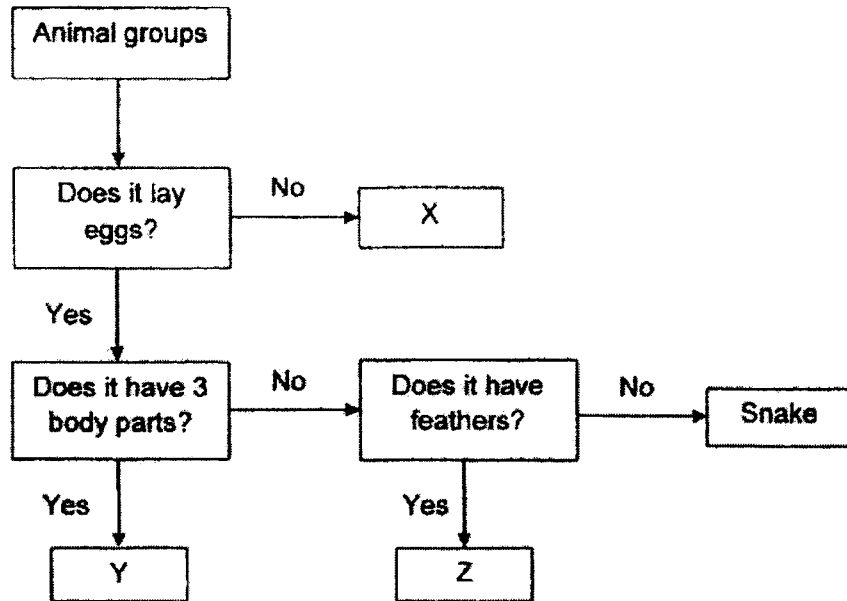 Animal groups
Does it lay
eggs?
No
X
Yes
Does it have 3
body parts?
No
Does it have
feathers?
No
Snake
Yes
Yes
Y
Z